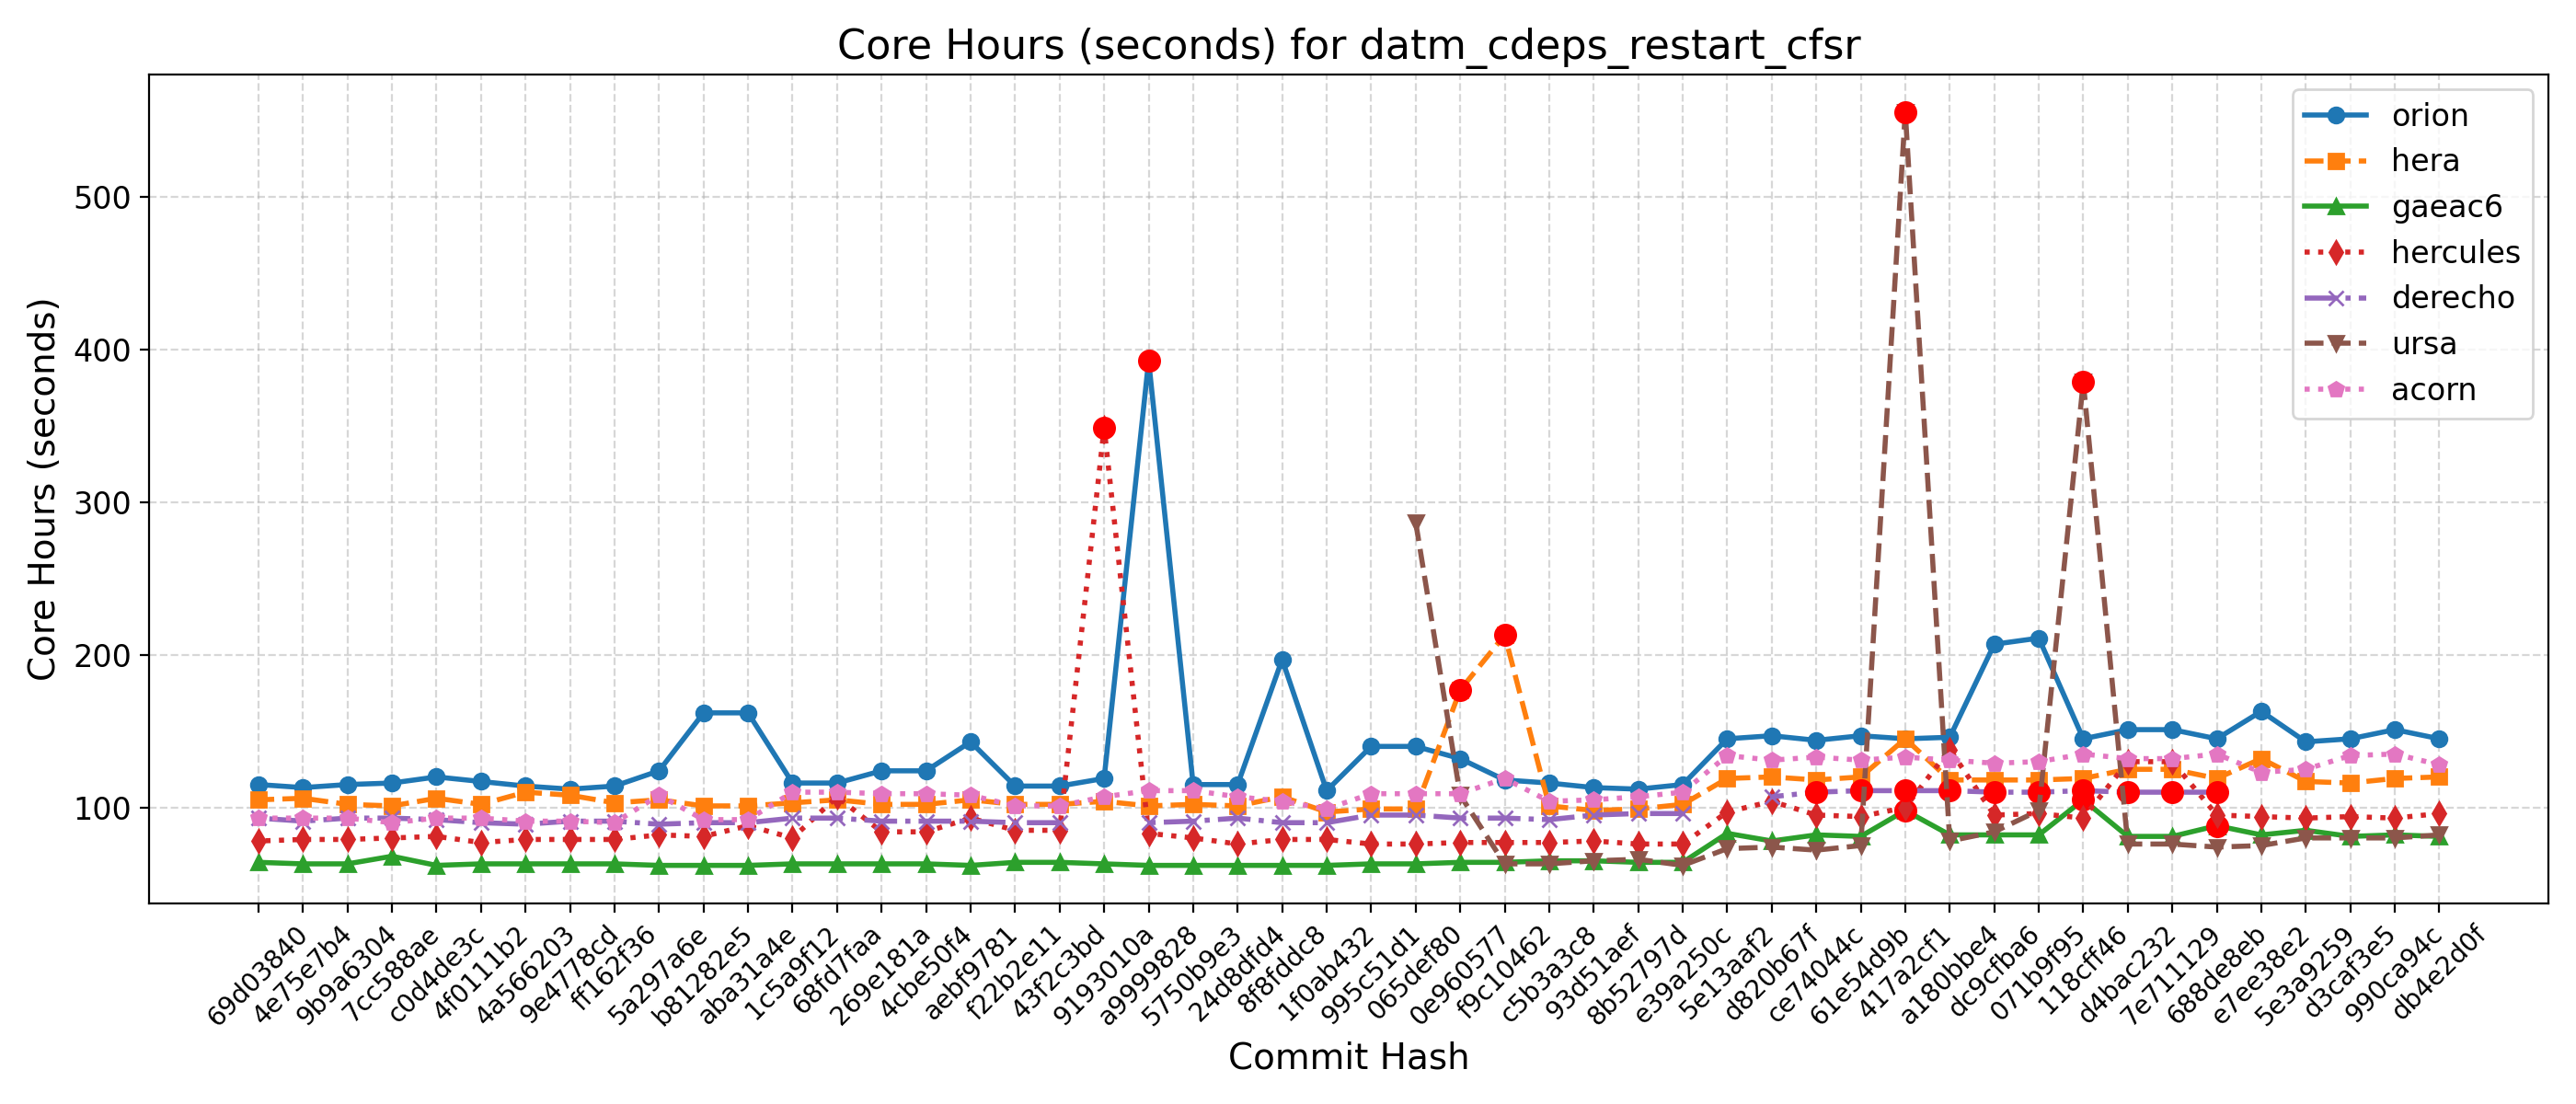 Core Hours (seconds) for datm_cdeps_restart_cfsr
Core Hours (seconds)
500
400
300
200
100
orion
hera
gaeac6
hercules
derecho
ursa
acorn
69d03840
4e75e7b4
9b9a6304
7cc588ae
c0d4de3c
4f0111b2
4a566203
9e4778cd
ff162f36
5a297a6e
b81282e5
aba31a4e
1c5a9f12
68fd7faa
269e181a
4cbe50f4
aebf9781
f22b2e11
43f2c3bd
9193010a
a9999828
5750b9e3
24d8dfd4
8f8fddc8
1f0ab432
995c51d1
065def80
0e960577
f9c10462
c5b3a3c8
93d51aef
8b52797d
e39a250c
5e13aaf2
d820b67f
ce74044c
61e54d9b
417a2cf1
a180bbe4
dc9cfba6
071b9f95
118cff46
d4bac232
7e711129
688de8eb
e7ee38e2
5e3a9259
d3caf3e5
990ca94c
db4e2d0f
Commit Hash